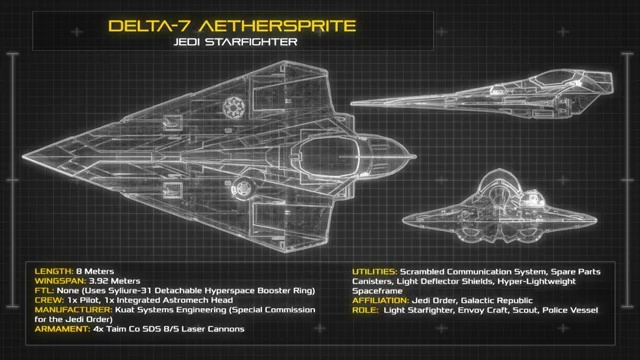 DELTA-7 AETHERSPRITE
JEDI STARFIGHTER
LENGTH: 8 Meters
WINGSPAN: 3.92 Meters
FTL: None (Uses Syliure-31 Detachable Hyperspace Booster Ring)
CREW: 1x Pilot, 1x Integrated Astromech Head
MANUFACTURER: Kuat Systems Engineering (Special Commission
for the Jedi Order)
ARMAMENT: 4x Taim Co SDS 8/5 Laser Cannons
UTILITIES: Scrambled Communication System, Spare Parts
Canisters, Light Deflector Shields, Hyper-Lightweight
Spaceframe
AFFILIATION: Jedi Order, Galactic Republic
ROLE: Light Starfighter, Envoy Craft, Scout, Police Vessel